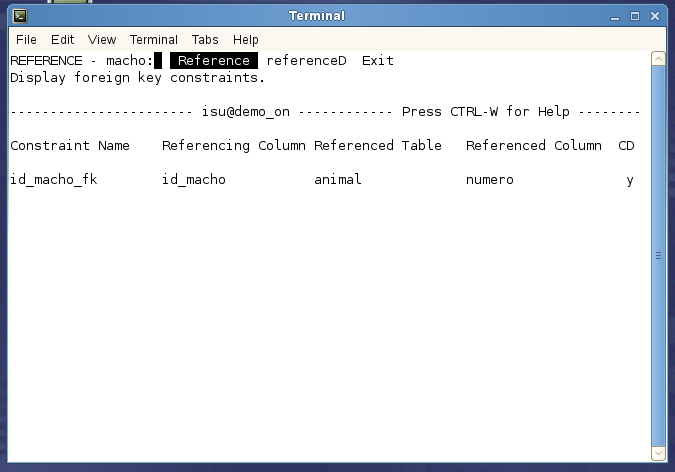 Terminal
File Edit View Terminal Tabs Help
REFERENCE - macho: Reference referenceD Exit
Display foreign key constraints.
----------------------- isu@demo_on ------------ Press CTRL-W for Help --------
Constraint Name Referencing Column Referenced Table Referenced Column CD
id_macho_fk id_macho animal numero y